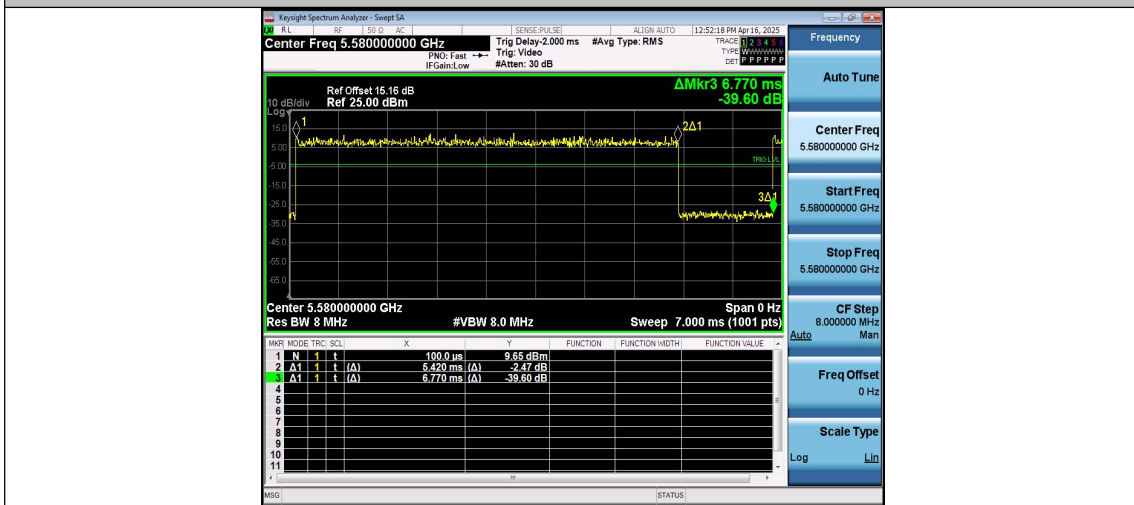 Keysight Spectrum Analyzer - Swept SA
RL RF 50 Ω AC SENSE:PULSE ALIGN AUTO 12:52:18 PM Apr 16, 2025
Center Freq 5.580000000 GHz
PNO: Fast
IFGain:Low
Trig Delay-2.000 ms
Trig: Video
#Atten: 30 dB
#Avg Type: RMS
TRACE 1 2 3 4 5 6
TYPE WWWWWW
DET P P P P P P
Ref Offset 15.16 dB
10 dB/div Ref 25.00 dBm
Log
ΔMkr3 6.770 ms
-39.60 dB
15.0
5.00
-5.00
-15.0
-25.0
-35.0
-45.0
-55.0
-65.0
1
2Δ1
TRIG LVL
3Δ1
Center 5.580000000 GHz Span 0 Hz
Res BW 8 MHz #VBW 8.0 MHz Sweep 7.000 ms (1001 pts)
MKR MODE TRC SCL X Y FUNCTION FUNCTION WIDTH FUNCTION VALUE
1 N 1 t 100.0 µs 9.65 dBm
2 Δ1 1 t (Δ) 5.420 ms (Δ) -2.47 dB
3 Δ1 1 t (Δ) 6.770 ms (Δ) -39.60 dB
4
5
6
7
8
9
10
11
MSG STATUS
Frequency
Auto Tune
Center Freq
5.580000000 GHz
Start Freq
5.580000000 GHz
Stop Freq
5.580000000 GHz
CF Step
8.000000 MHz
Auto Man
Freq Offset
0 Hz
Scale Type
Log Lin